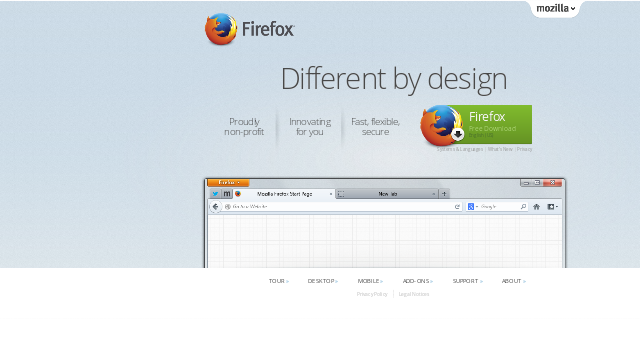 mozilla
Firefox
Different by design
Proudly
non-profit
Innovating
for you
Fast, flexible,
secure
Firefox
Free Download
Systems & Languages | What's New | Privacy
Firefox
Mozilla Firefox Start Page
New Tab
Go to a Website
Google
TOUR »
DESKTOP »
MOBILE »
ADD-ONS »
SUPPORT »
ABOUT »
Privacy Policy | Legal Notices